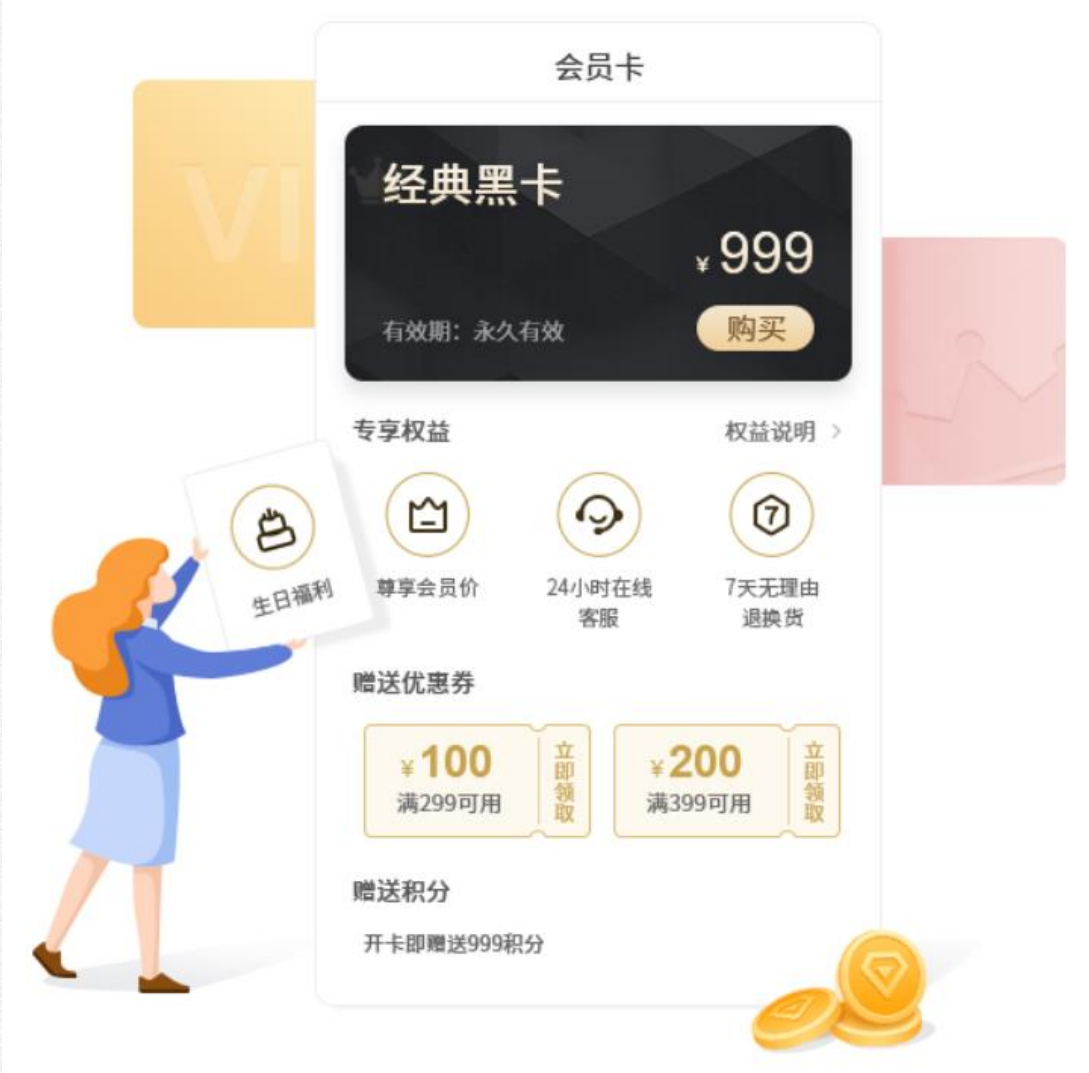 会员卡
VI
经典黑卡
¥ 999
有效期：永久有效
购买
专享权益
权益说明 >
生日福利
尊享会员价
24小时在线
客服
7
7天无理由
退换货
赠送优惠券
¥100
满299可用
立即领取
¥200
满399可用
立即领取
赠送积分
开卡即赠送999积分